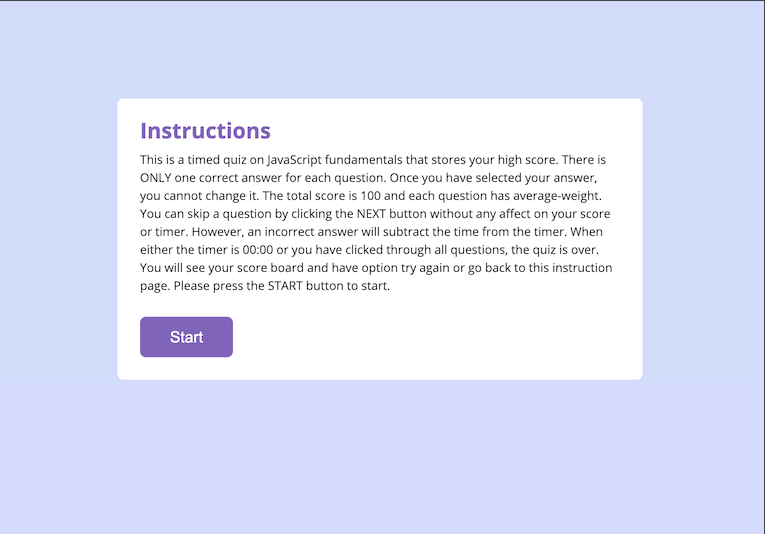 Instructions
This is a timed quiz on JavaScript fundamentals that stores your high score. There is
ONLY one correct answer for each question. Once you have selected your answer,
you cannot change it. The total score is 100 and each question has average-weight.
You can skip a question by clicking the NEXT button without any affect on your score
or timer. However, an incorrect answer will subtract the time from the timer. When
either the timer is 00:00 or you have clicked through all questions, the quiz is over.
You will see your score board and have option try again or go back to this instruction
page. Please press the START button to start.
Start